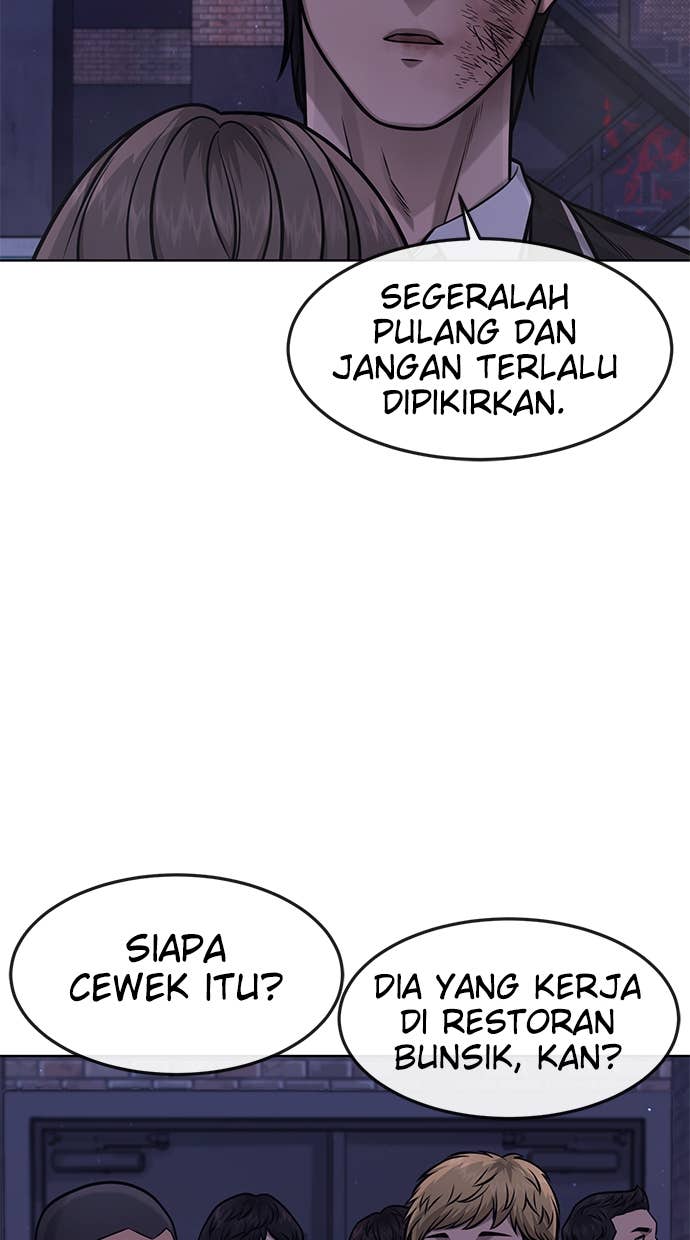 SEGERALAH
PULANG DAN
JANGAN TERLALU
DIPIKIRKAN.
SIAPA
CEWEK ITU?
DIA YANG KERJA
DI RESTORAN
BUNSIK, KAN?